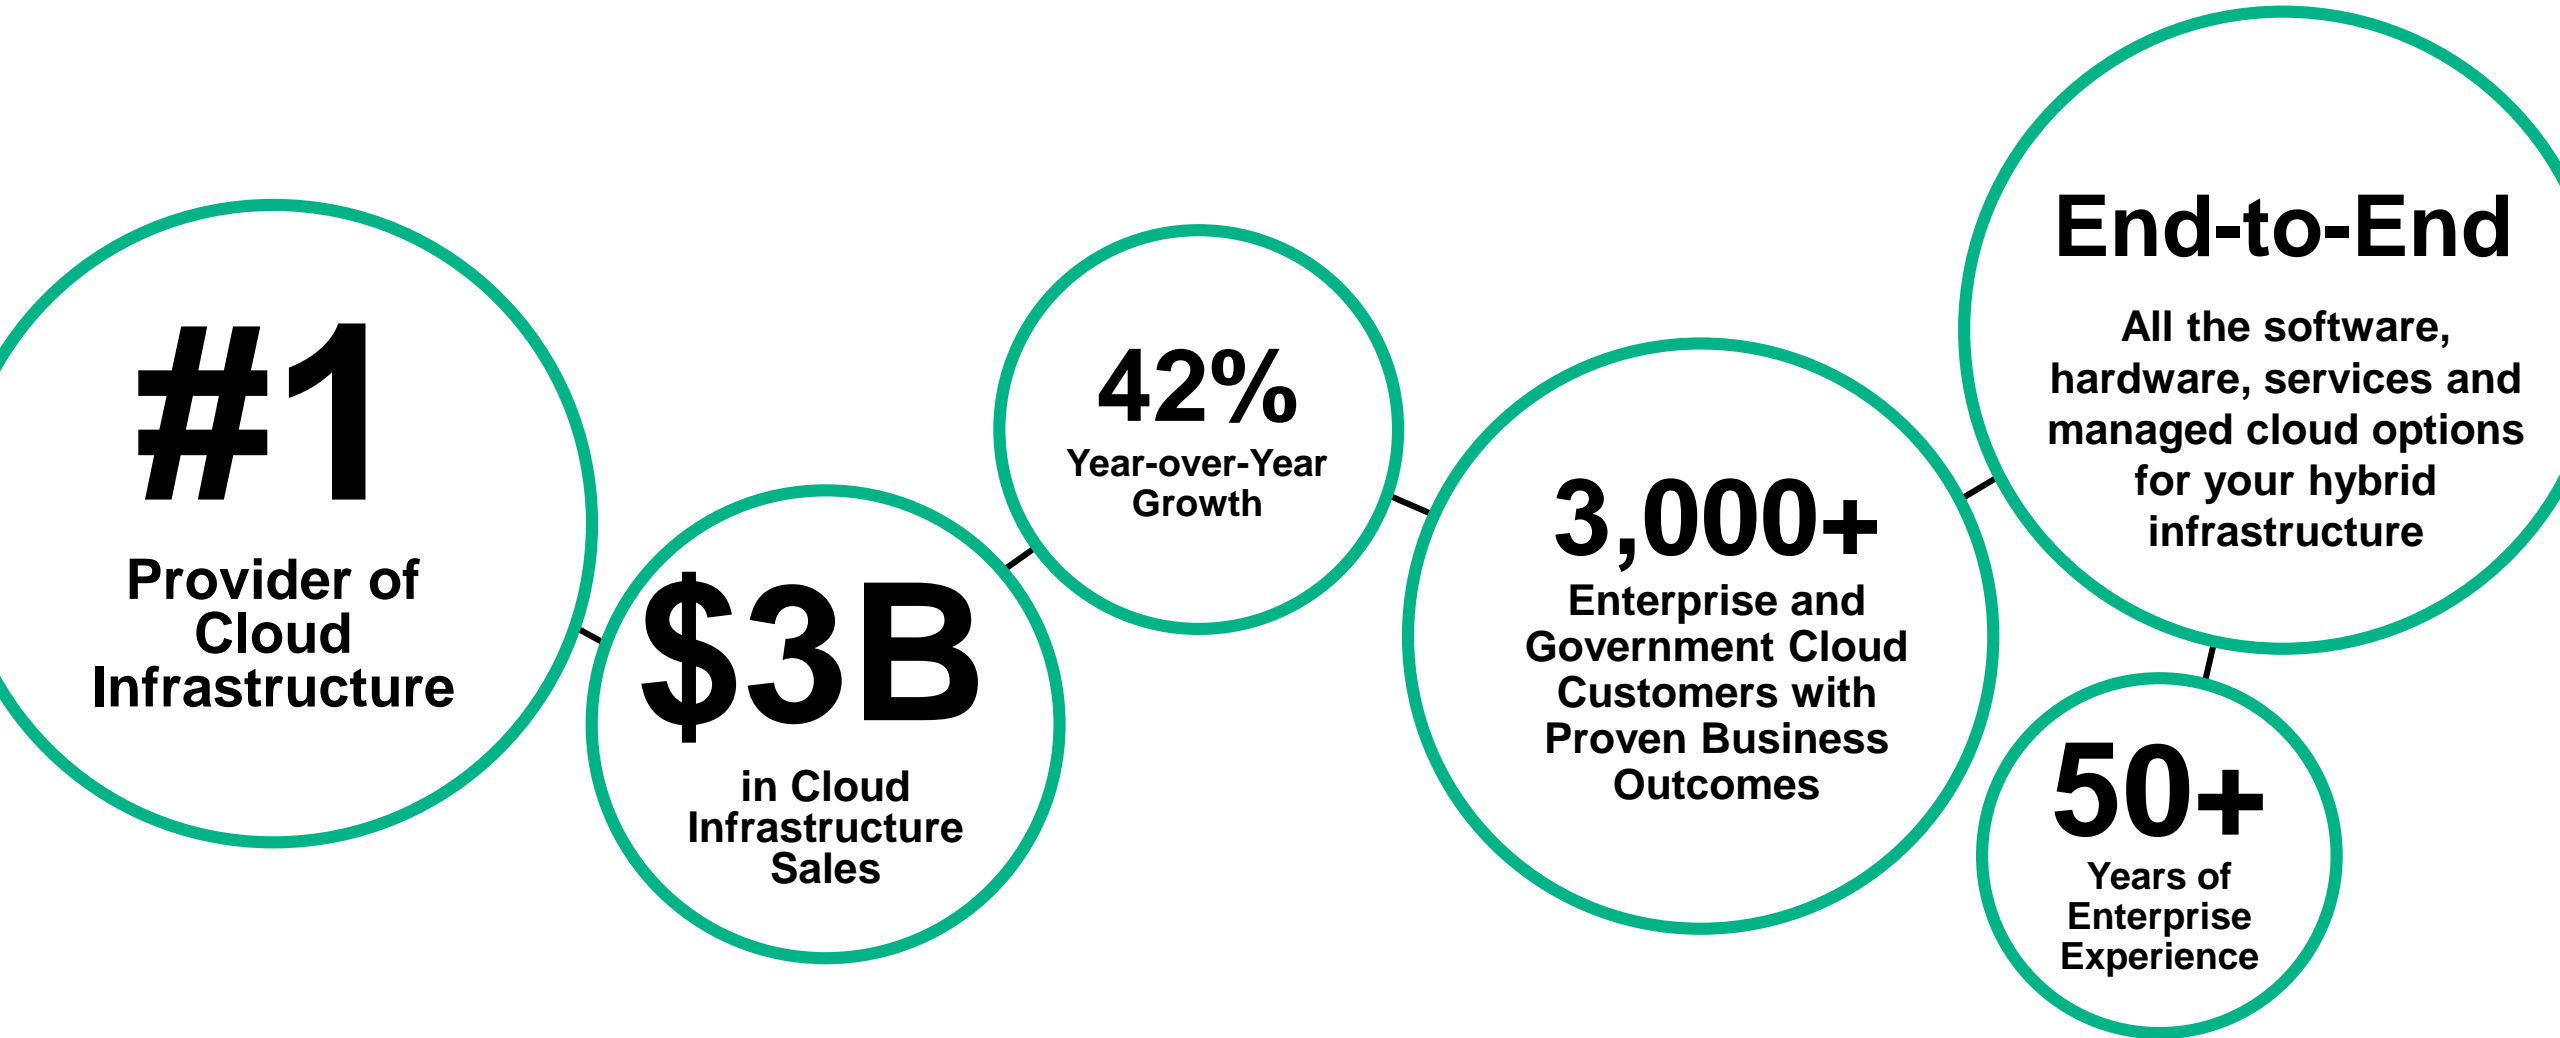 #1
Provider of
Cloud
Infrastructure
$3B
in Cloud
Infrastructure
Sales
42%
Year-over-Year
Growth
3,000+
Enterprise and
Government Cloud
Customers with
Proven Business
Outcomes
End-to-End
All the software,
hardware, services and
managed cloud options
for your hybrid
infrastructure
50+
Years of
Enterprise
Experience